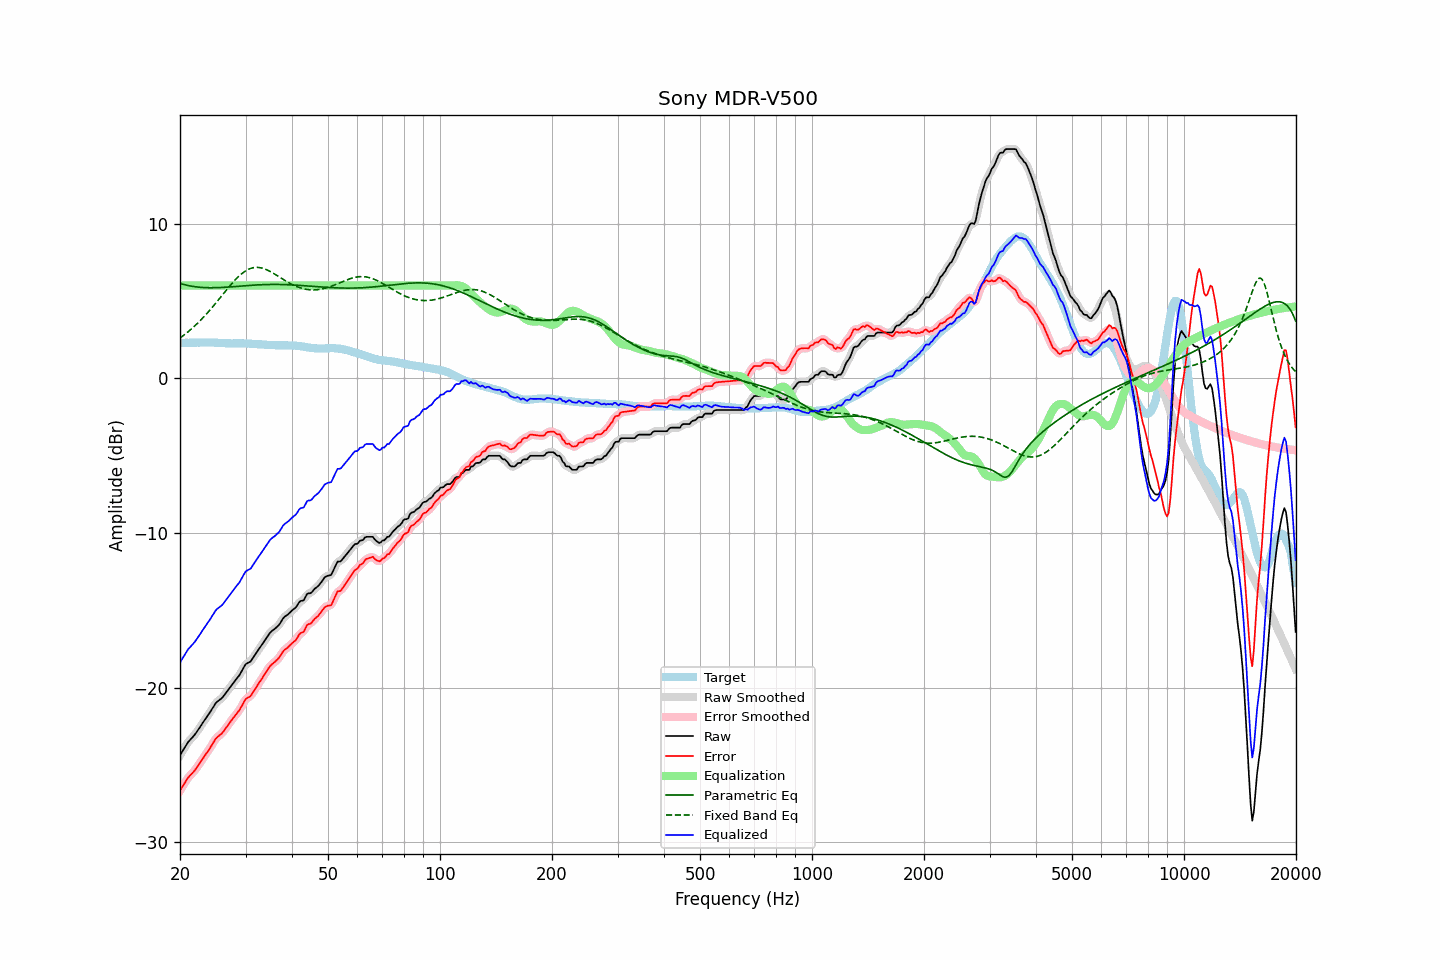 Sony MDR-V500
Amplitude (dBr)
10
0
−10
−20
−30
Target
Raw Smoothed
Error Smoothed
Raw
Error
Equalization
Parametric Eq
Fixed Band Eq
Equalized
20 50 100 200 500 1000 2000 5000 10000 20000
Frequency (Hz)